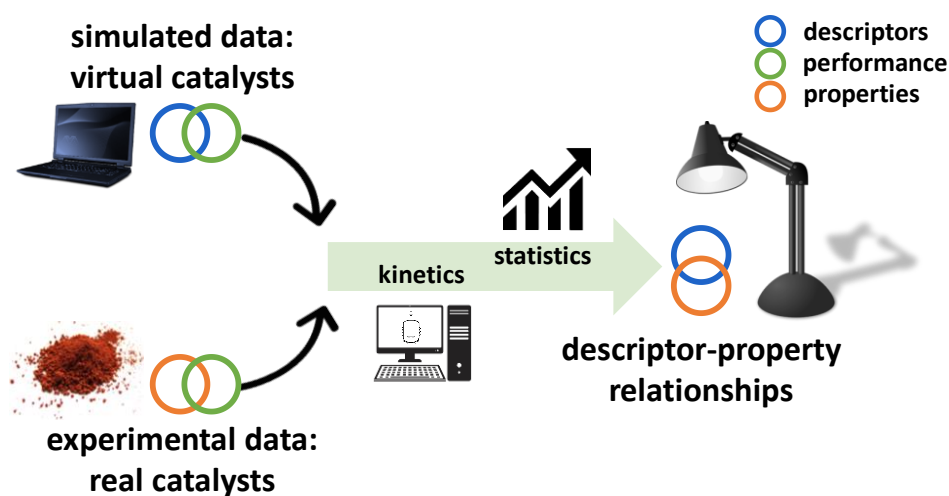 simulated data:
virtual catalysts
descriptors
performance
properties
statistics
kinetics
descriptor-property
relationships
experimental data:
real catalysts